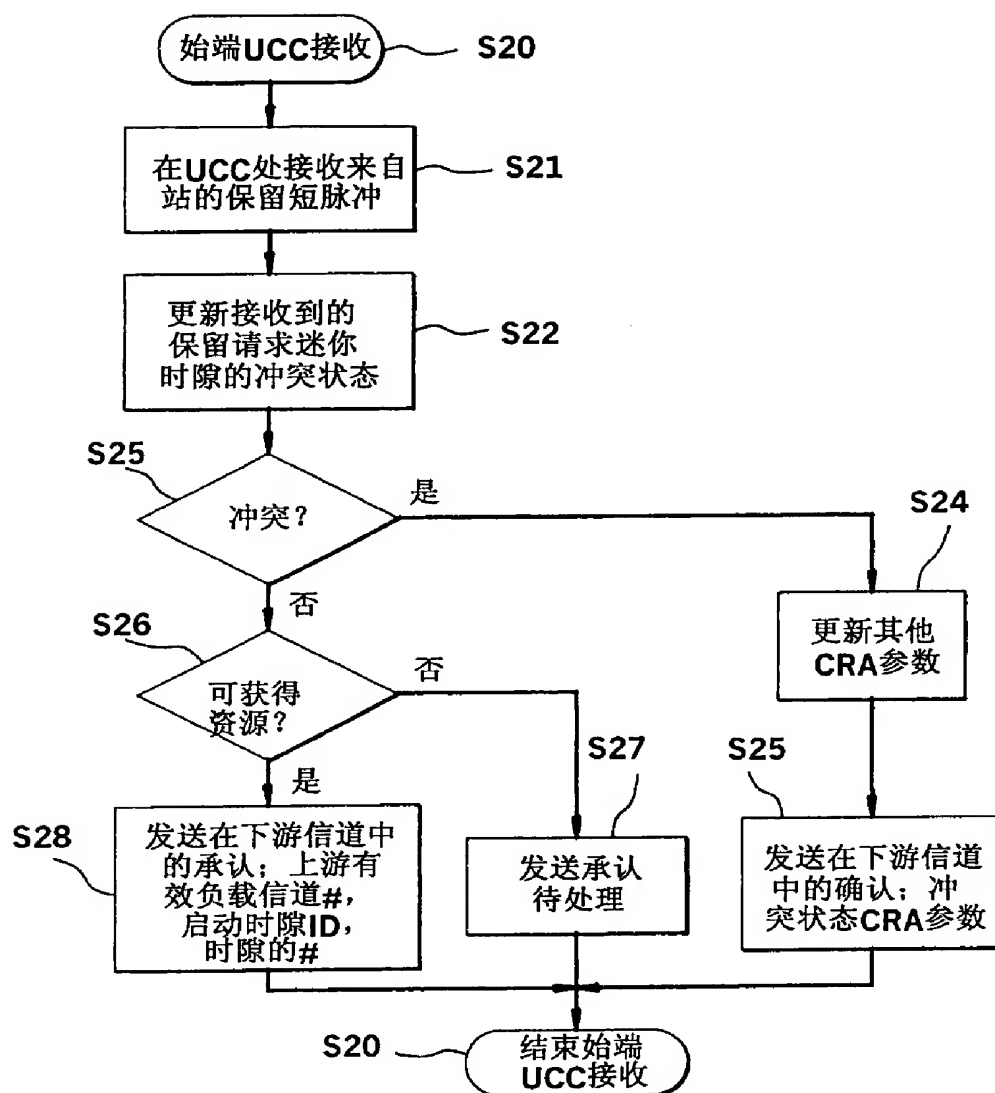 始端UCC接收
S20
在UCC处接收来自
站的保留短脉冲
S21
更新接收到的
保留请求迷你
时隙的冲突状态
S22
S25
冲突？
是
否
S24
更新其他
CRA参数
S26
可获得
资源？
否
是
S27
发送承认
待处理
S25
发送在下游信道
中的确认；冲
突状态CRA参数
S28
发送在下游信道中
的承认；上游有
效负载信道#，
启动时隙ID，
时隙的#
S20
结束始端
UCC接收